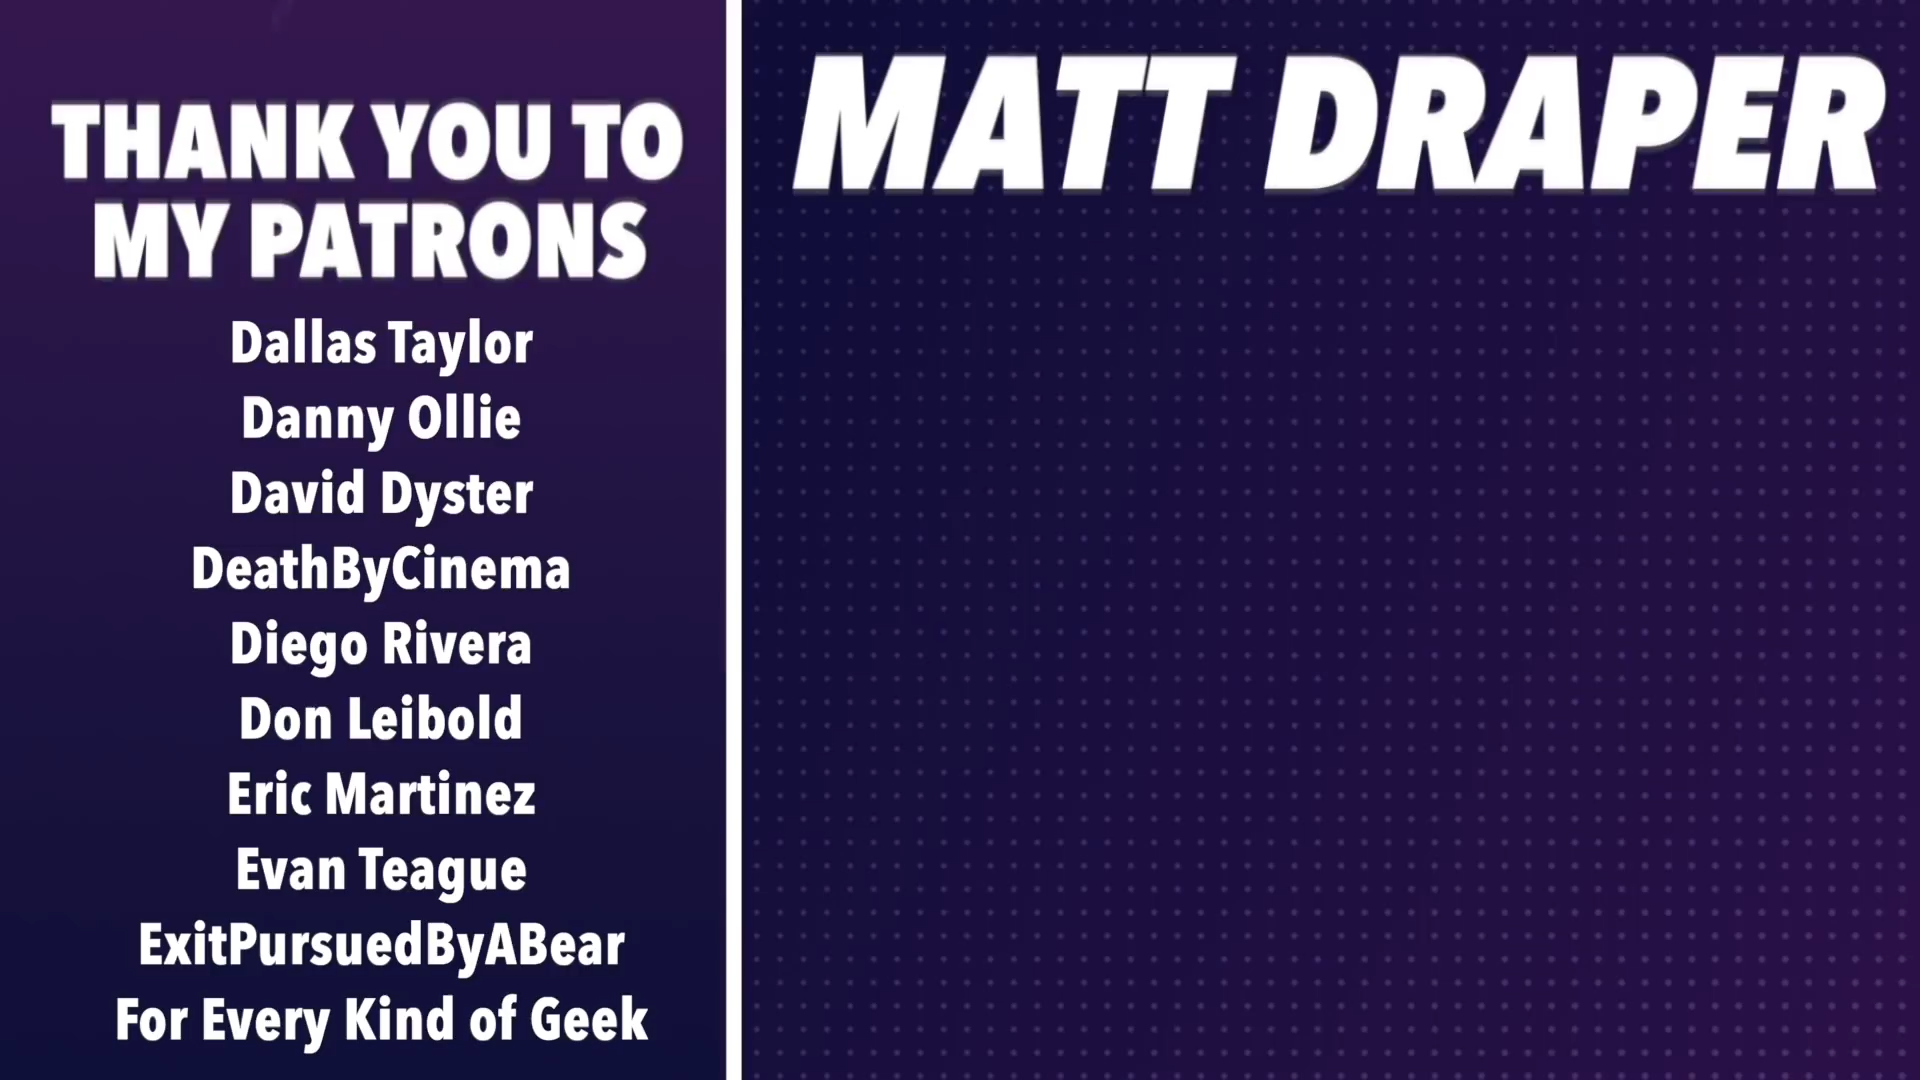 THANK YOU TO
MY PATRONS
Dallas Taylor
Danny Ollie
David Dyster
DeathByCinema
Diego Rivera
Don Leibold
Eric Martinez
Evan Teague
ExitPursuedByABear
For Every Kind of Geek
MATT DRAPER